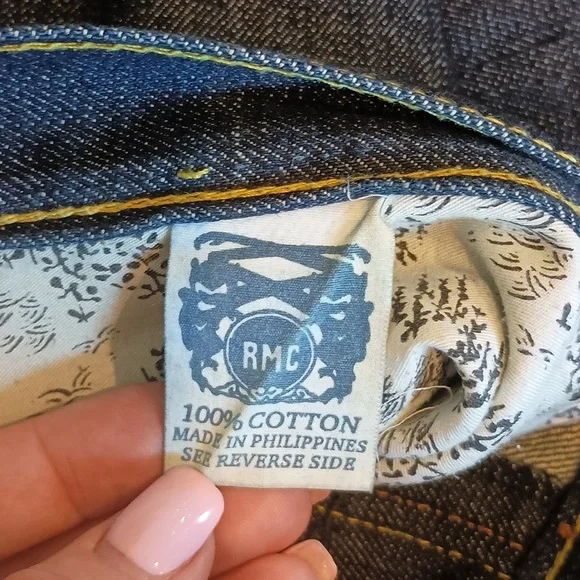 RMC
100% COTTON
MADE IN PHILIPPINES
SEE REVERSE SIDE